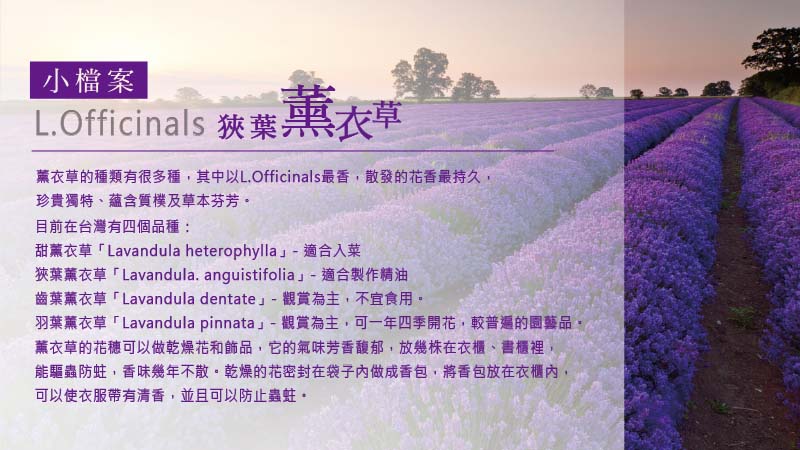 小檔案
L.Officinals 狹葉薰衣草
薰衣草的種類有很多種，其中以L.Officinals最香，散發的花香最持久，
珍貴獨特、蘊含質樸及草本芬芳。
目前在台灣有四個品種：
甜薰衣草「Lavandula heterophylla」- 適合入菜
狹葉薰衣草「Lavandula. anguistifolia」- 適合製作精油
齒葉薰衣草「Lavandula dentate」- 觀賞為主，不宜食用。
羽葉薰衣草「Lavandula pinnata」- 觀賞為主，可一年四季開花，較普遍的園藝品。
薰衣草的花穗可以做乾燥花和飾品，它的氣味芳香馥郁，放幾株在衣櫃、書櫃裡，
能驅蟲防蛀，香味幾年不散。乾燥的花密封在袋子內做成香包，將香包放在衣櫃內，
可以使衣服帶有清香，並且可以防止蟲蛀。